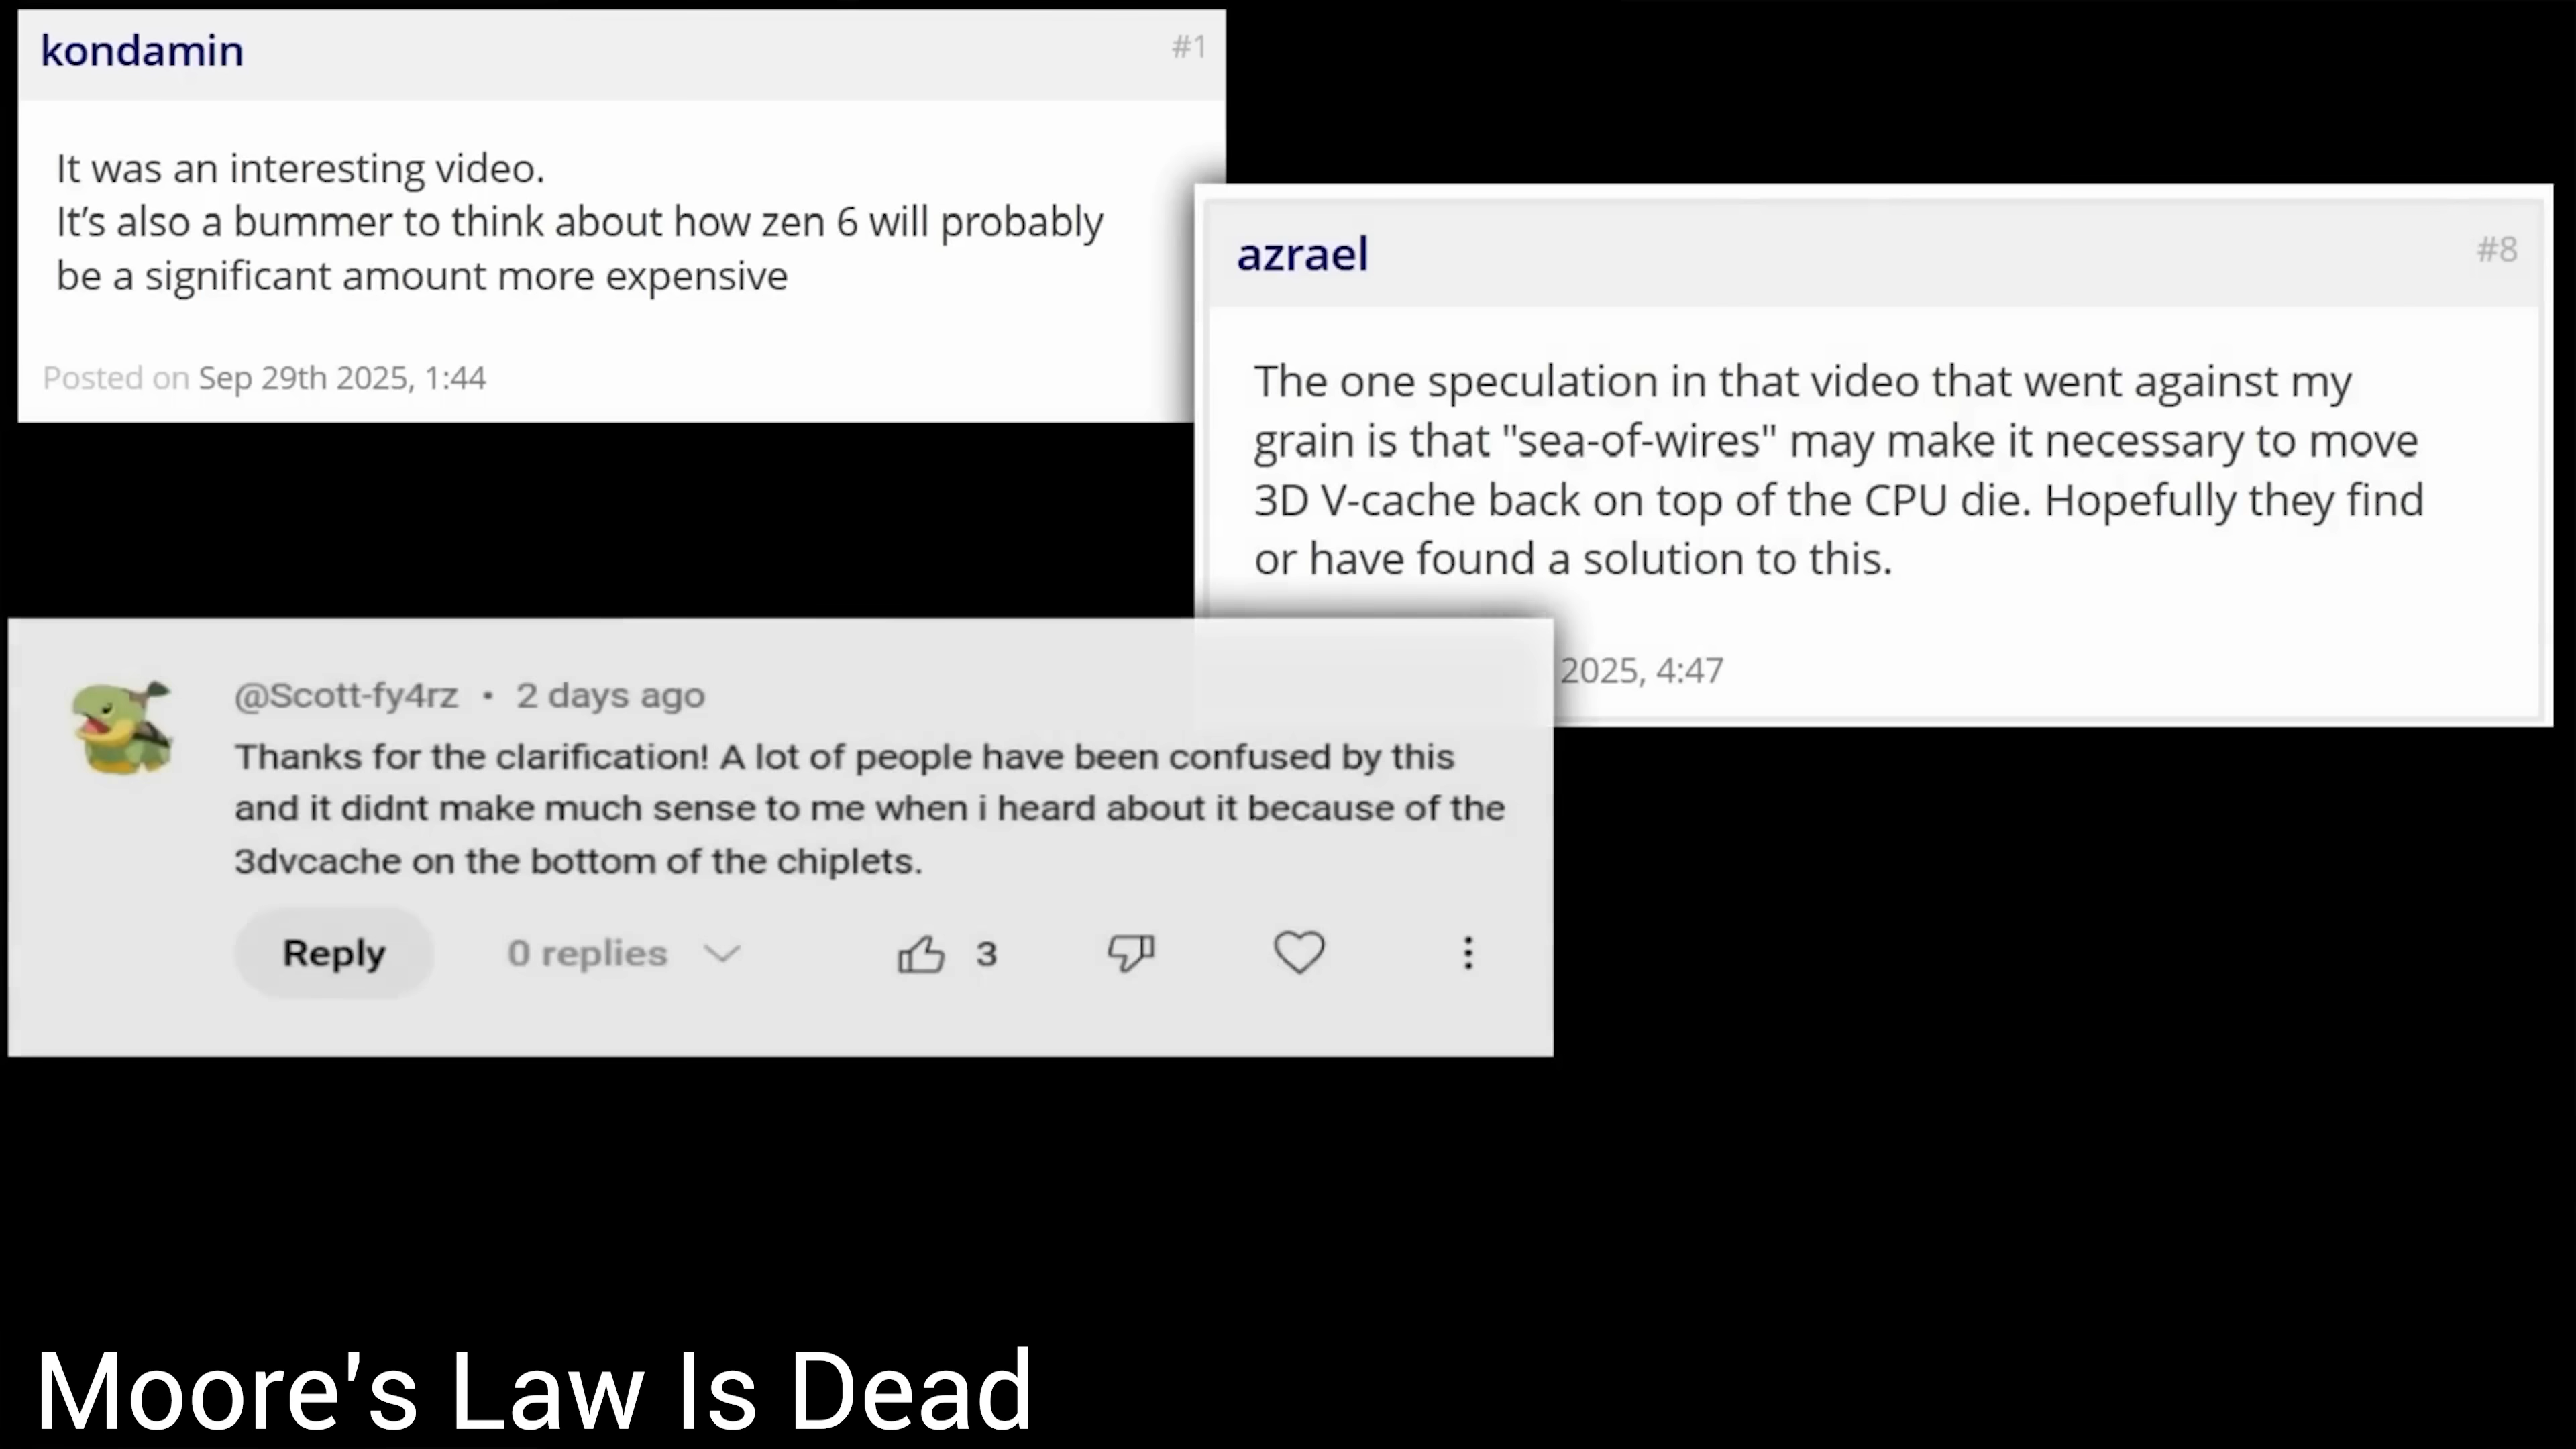 kondamin
#1
It was an interesting video.
It’s also a bummer to think about how zen 6 will probably
be a significant amount more expensive
Posted on Sep 29th 2025, 1:44
azrael
#8
The one speculation in that video that went against my
grain is that "sea-of-wires" may make it necessary to move
3D V-cache back on top of the CPU die. Hopefully they find
or have found a solution to this.
2025, 4:47
@Scott-fy4rz • 2 days ago
Thanks for the clarification! A lot of people have been confused by this
and it didnt make much sense to me when i heard about it because of the
3dvcache on the bottom of the chiplets.
Reply
0 replies
3
Moore's Law Is Dead